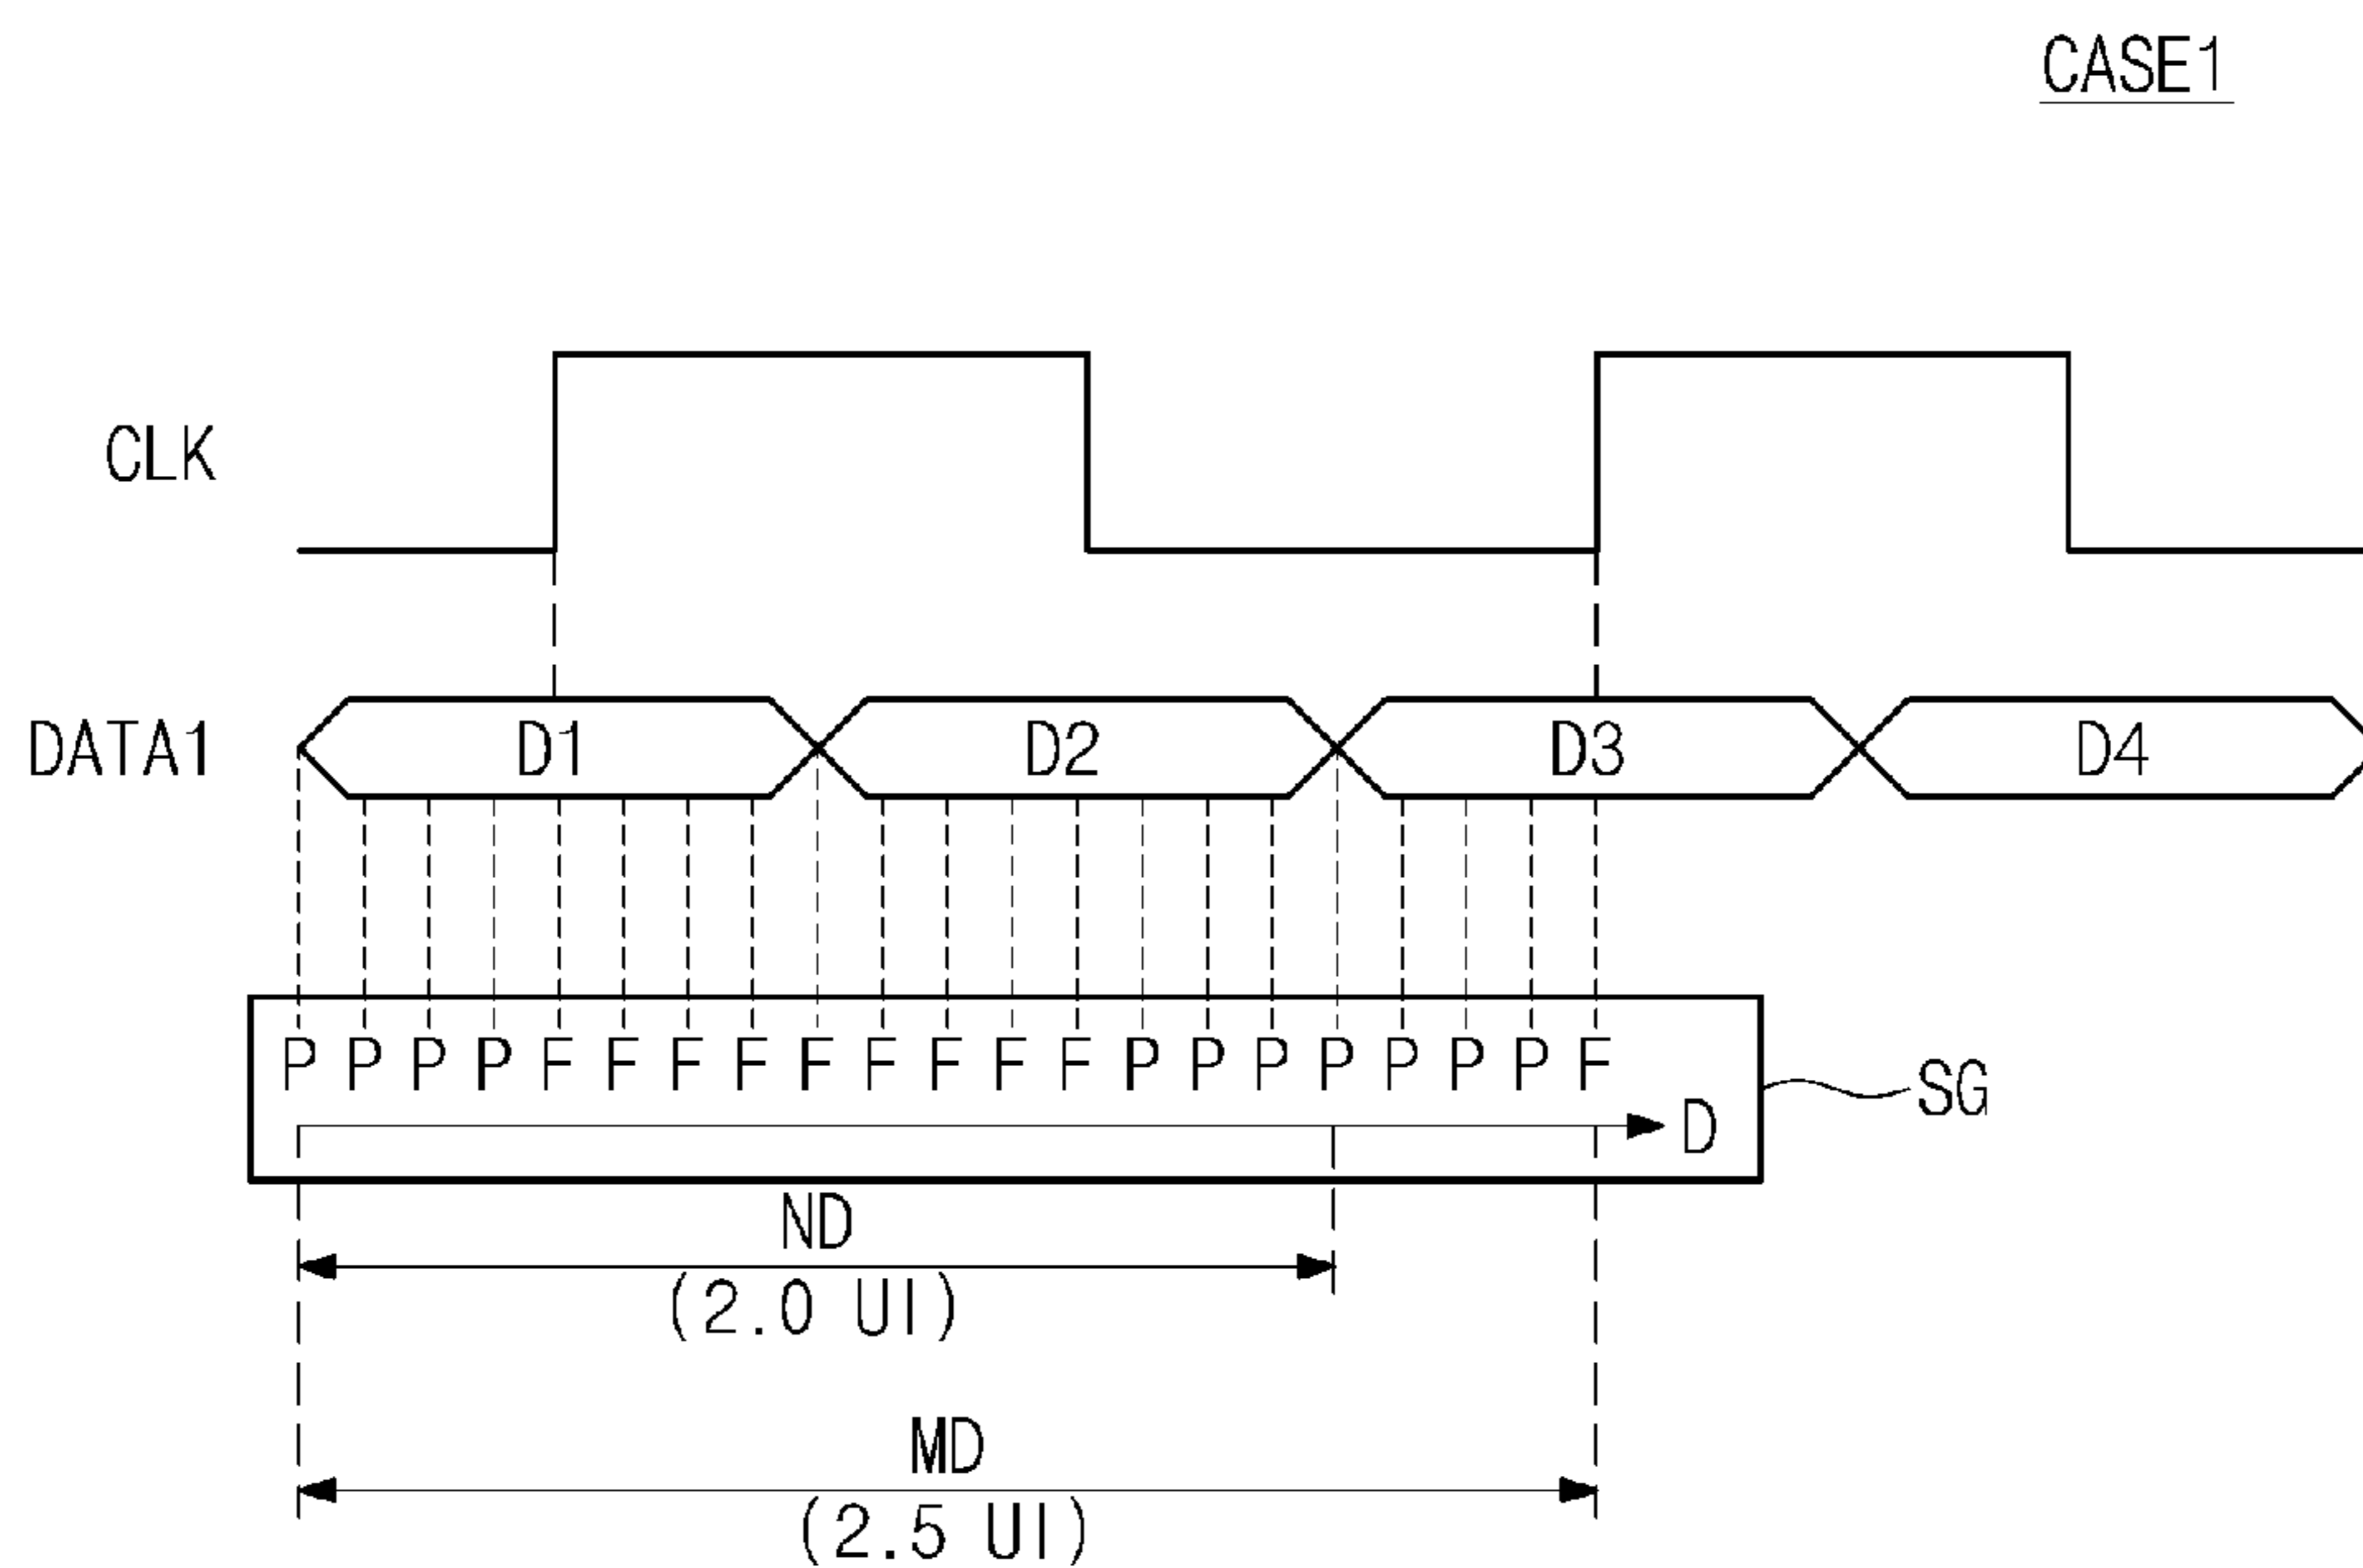 CASE1
CLK
DATA1 D1 D2 D3 D4
P P P P F F F F F F F F F P P P P P P P F
SG
D
ND
(2.0 UI)
MD
(2.5 UI)